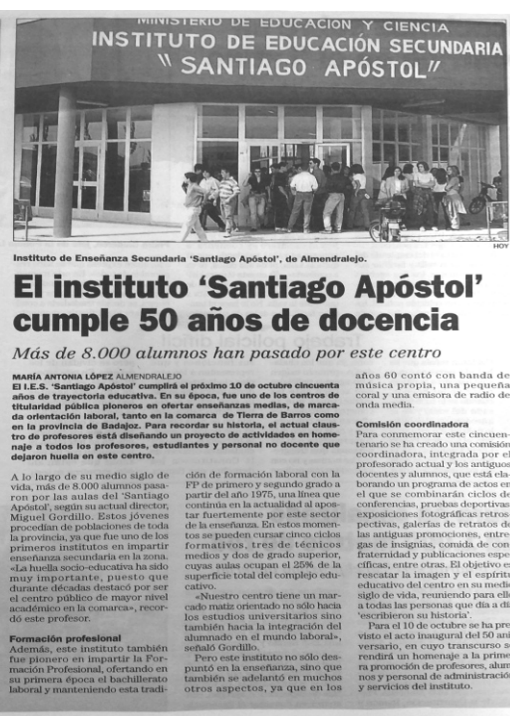 MINISTERIO DE EDUCACIÓN Y CIENCIA
INSTITUTO DE EDUCACIÓN SECUNDARIA
"SANTIAGO APÓSTOL"
HOY
Instituto de Enseñanza Secundaria 'Santiago Apóstol', de Almendralejo.
El instituto 'Santiago Apóstol'
cumple 50 años de docencia
Más de 8.000 alumnos han pasado por este centro
MARÍA ANTONIA LÓPEZ ALMENDRALEJO
El I.E.S. 'Santiago Apóstol' cumplirá el próximo 10 de octubre cincuenta
años de trayectoria educativa. En su época, fue uno de los centros de
titularidad pública pioneros en ofertar enseñanzas medias, de marca-
da orientación laboral, tanto en la comarca de Tierra de Barros como
en la provincia de Badajoz. Para recordar su historia, el actual claus-
tro de profesores está diseñando un proyecto de actividades en home-
naje a todos los profesores, estudiantes y personal no docente que
dejaron huella en este centro.
A lo largo de su medio siglo de
vida, más de 8.000 alumnos pasa-
ron por las aulas del 'Santiago
Apóstol', según su actual director,
Miguel Gordillo. Estos jóvenes
procedían de poblaciones de toda
la provincia, ya que fue uno de los
primeros institutos en impartir
enseñanza secundaria en la zona.
«La huella socio-educativa ha sido
muy importante, puesto que
durante décadas destacó por ser
el centro público de mayor nivel
académico en la comarca», recor-
dó este profesor.
Formación profesional
Además, este instituto también
fue pionero en impartir la For-
mación Profesional, ofertando en
su primera época el bachillerato
laboral y manteniendo esta tradi-
ción de formación laboral con la
FP de primero y segundo grado a
partir del año 1975, una línea que
continúa en la actualidad al apos-
tar fuertemente por este sector
de la enseñanza. En estos momen-
tos se pueden cursar cinco ciclos
formativos, tres de técnicos
medios y dos de grado superior,
cuyas aulas ocupan el 25% de la
superficie total del complejo edu-
cativo.
«Nuestro centro tiene un mar-
cado matiz orientado no sólo hacia
los estudios universitarios sino
también hacia la integración del
alumnado en el mundo laboral»,
señaló Gordillo.
Pero este instituto no sólo des-
puntó en la enseñanza, sino que
también se adelantó en muchos
otros aspectos, ya que en los
años 60 contó con banda de
música propia, una pequeña
coral y una emisora de radio de
onda media.
Comisión coordinadora
Para conmemorar este cincuen-
tenario se ha creado una comisión
coordinadora, integrada por el
profesorado actual y los antiguos
docentes y alumnos, que está ela-
borando un programa de actos en
el que se combinarán ciclos de
conferencias, pruebas deportivas
exposiciones fotográficas retros-
pectivas, galerías de retratos de
las antiguas promociones, entre-
gas de insignias, comida de con-
fraternidad y publicaciones espe-
cíficas, entre otras. El objetivo es
rescatar la imagen y el espíritu
educativo del centro en su medio
siglo de vida, reuniendo para ello
a todas las personas que día a día
'escribieron su historia'.
Para el 10 de octubre se ha pre-
visto el acto inaugural del 50 ani-
versario, en cuyo transcurso se
rendirá un homenaje a la prime-
ra promoción de profesores, alum-
nos y personal de administración
y servicios del instituto.